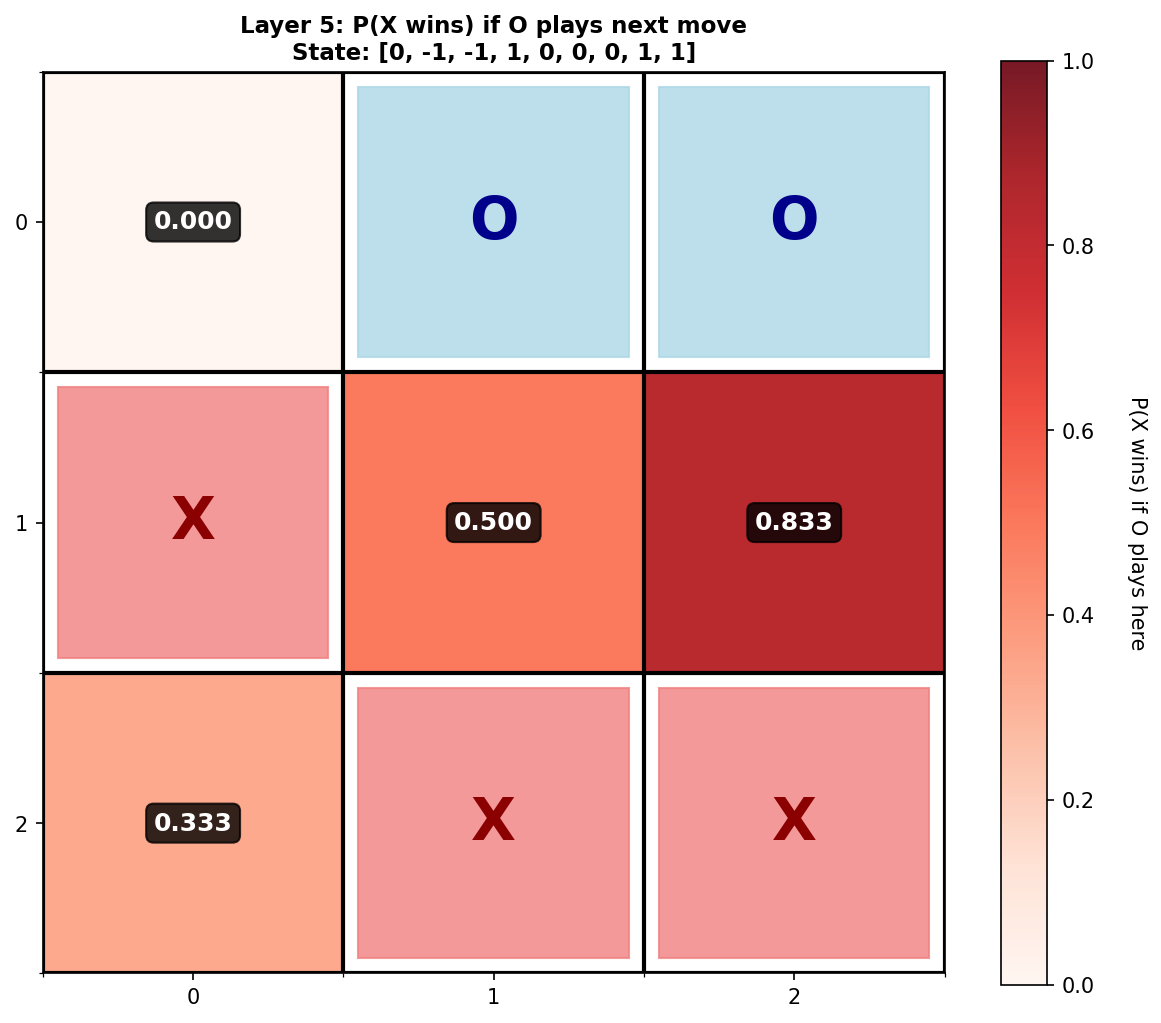 Layer 5: P(X wins) if O plays next move
State: [0, -1, -1, 1, 0, 0, 0, 1, 1]
0
0.000
O
O
1
X
0.500
0.833
2
0.333
X
X
0
1
2
1.0
0.8
0.6
0.4
0.2
0.0
P(X wins) if O plays here